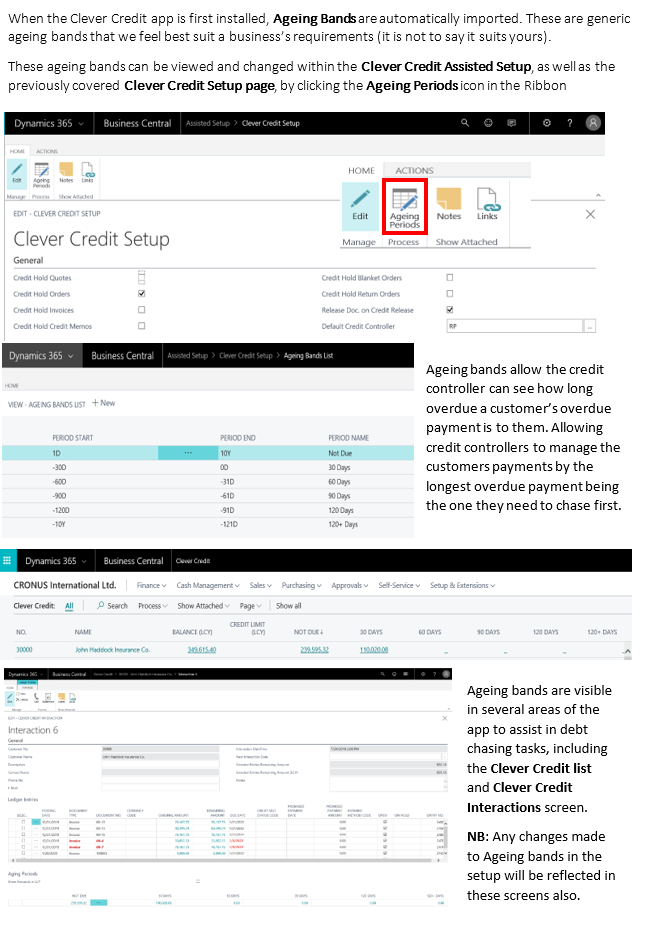 When the Clever Credit app is first installed, Ageing Bands are automatically imported. These are generic
ageing bands that we feel best suit a business's requirements (it is not to say it suits yours).
These ageing bands can be viewed and changed within the Clever Credit Assisted Setup, as well as the
previously covered Clever Credit Setup page, by clicking the Ageing Periods icon in the Ribbon
Dynamics 365 Business Central Assisted Setup > Clever Credit Setup
HOME ACTIONS
Edit Ageing Periods Notes Links
Manage Process Show Attached
HOME ACTIONS
Edit Ageing Periods Notes Links
Manage Process Show Attached
EDIT - CLEVER CREDIT SETUP
Clever Credit Setup
General
Credit Hold Quotes Credit Hold Blanket Orders
Credit Hold Orders Credit Hold Return Orders
Credit Hold Invoices Release Doc. on Credit Release
Credit Hold Credit Memos Default Credit Controller RP
Dynamics 365 Business Central Assisted Setup > Clever Credit Setup > Ageing Bands List
HOME
VIEW - AGEING BANDS LIST + New
PERIOD START PERIOD END PERIOD NAME
1D ... 10Y Not Due
-30D 0D 30 Days
-60D -31D 60 Days
-90D -61D 90 Days
-120D -91D 120 Days
-10Y -121D 120+ Days
Ageing bands allow the credit
controller can see how long
overdue a customer's overdue
payment is to them. Allowing
credit controllers to manage the
customers payments by the
longest overdue payment being
the one they need to chase first.
Dynamics 365 Business Central Clever Credit
CRONUS International Ltd. Finance Cash Management Sales Purchasing Approvals Self-Service Setup & Extensions
Clever Credit: All Search Process Show Attached Page Show all
NO. NAME BALANCE (LCY) CREDIT LIMIT (LCY) NOT DUE ↓ 30 DAYS 60 DAYS 90 DAYS 120 DAYS 120+ DAYS
30000 John Haddock Insurance Co. 349,615.40 239,595.32 110,020.08 _ _ _ _
Dynamics 365 Business Central
Interaction 6
General
Ledger Entries
Ageing Periods
Ageing bands are visible
in several areas of the
app to assist in debt
chasing tasks, including
the Clever Credit list
and Clever Credit
Interactions screen.
NB: Any changes made
to Ageing bands in the
setup will be reflected in
these screens also.